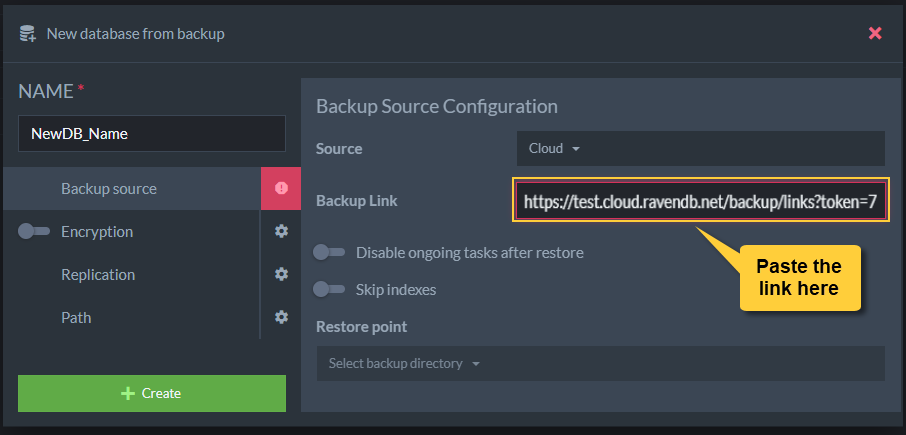 New database from backup
NAME *
NewDB_Name
Backup source
Encryption
Replication
Path
Create
Backup Source Configuration
Source
Cloud
Backup Link
https://test.cloud.ravendb.net/backup/links?token=7
Disable ongoing tasks after restore
Skip indexes
Restore point
Select backup directory
Paste the
link here